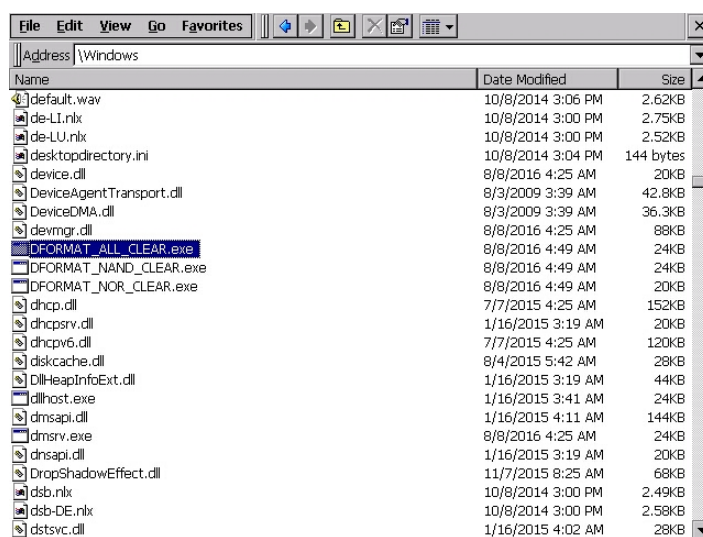 File Edit View Go Favorites
Address \Windows
Name Date Modified Size
default.wav 10/8/2014 3:06 PM 2.62KB
de-LI.nlx 10/8/2014 3:00 PM 2.75KB
de-LU.nlx 10/8/2014 3:00 PM 2.52KB
desktopdirectory.ini 10/8/2014 3:04 PM 144 bytes
device.dll 8/8/2016 4:25 AM 20KB
DeviceAgentTransport.dll 8/3/2009 3:39 AM 42.8KB
DeviceDMA.dll 8/3/2009 3:39 AM 36.3KB
devmgr.dll 8/8/2016 4:25 AM 88KB
DFORMAT_ALL_CLEAR.exe 8/8/2016 4:49 AM 24KB
DFORMAT_NAND_CLEAR.exe 8/8/2016 4:49 AM 24KB
DFORMAT_NOR_CLEAR.exe 8/8/2016 4:49 AM 20KB
dhcp.dll 7/7/2015 4:25 AM 152KB
dhcpsrv.dll 1/16/2015 3:19 AM 20KB
dhcpv6.dll 7/7/2015 4:25 AM 120KB
diskcache.dll 8/4/2015 5:42 AM 28KB
DllHeapInfoExt.dll 1/16/2015 3:19 AM 44KB
dllhost.exe 1/16/2015 3:41 AM 24KB
dmsapi.dll 1/16/2015 4:11 AM 144KB
dmsrv.exe 8/8/2016 4:25 AM 24KB
dnsapi.dll 1/16/2015 3:19 AM 20KB
DropShadowEffect.dll 11/7/2015 8:25 AM 68KB
dsb.nlx 10/8/2014 3:00 PM 2.49KB
dsb-DE.nlx 10/8/2014 3:00 PM 2.58KB
dstsvc.dll 1/16/2015 4:02 AM 28KB